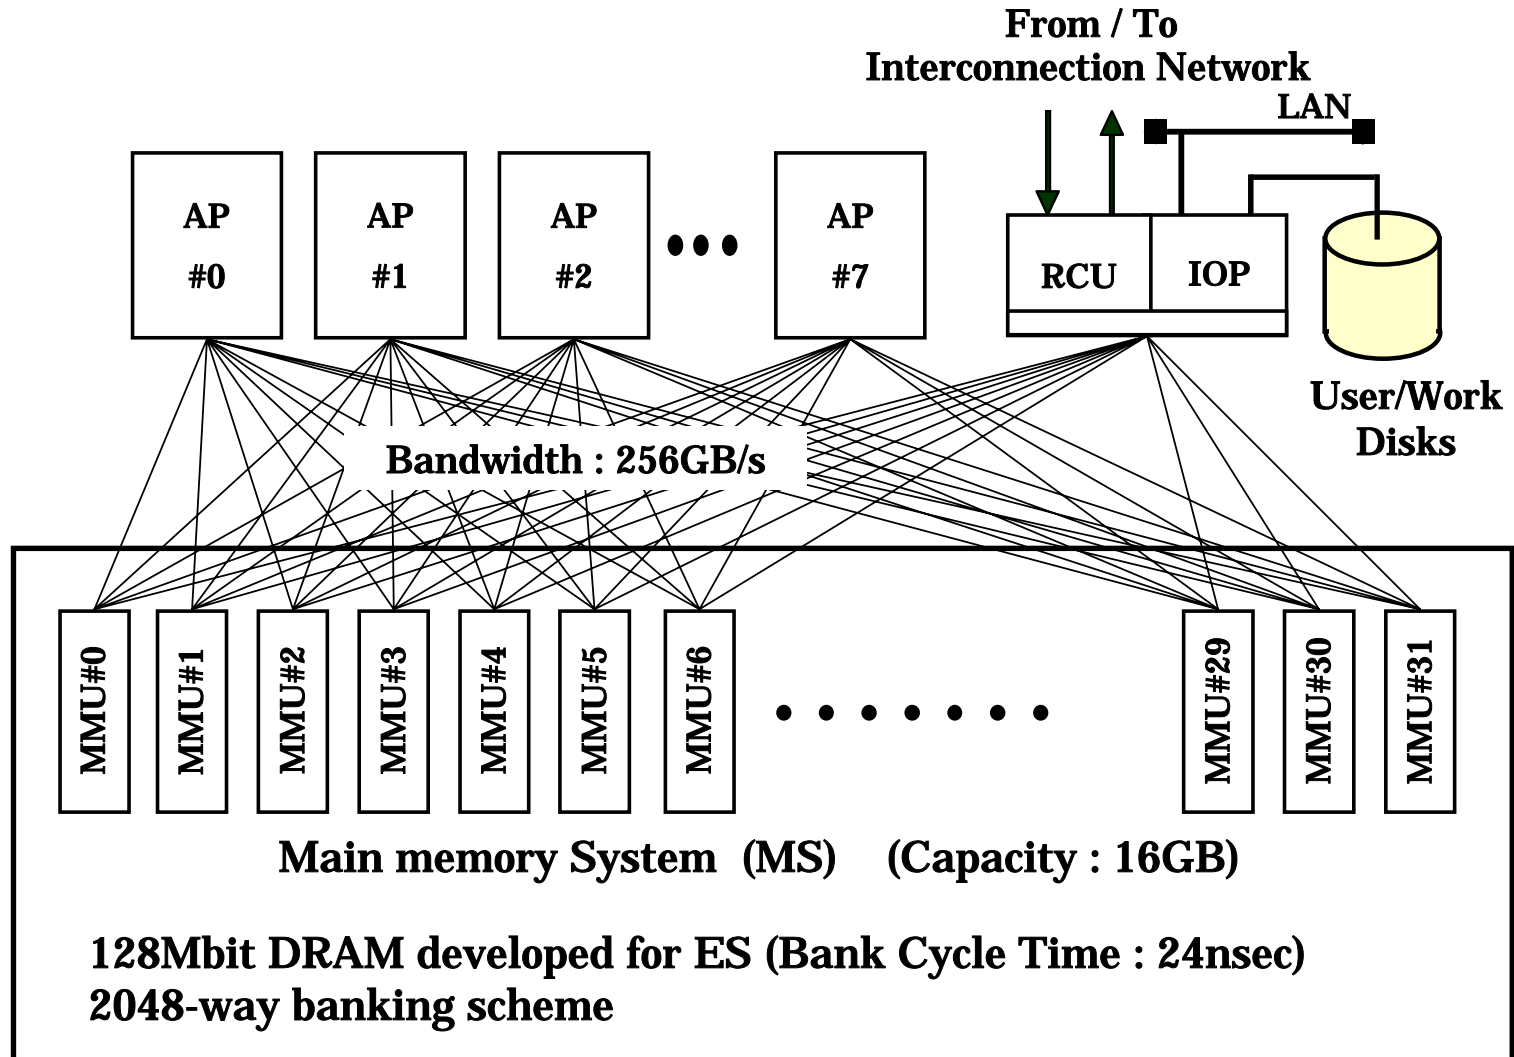 From / To
Interconnection Network
LAN
AP
#0
AP
#1
AP
#2
AP
#7
RCU
IOP
User/Work
Disks
Bandwidth : 256GB/s
MMU#0
MMU#1
MMU#2
MMU#3
MMU#4
MMU#5
MMU#6
MMU#29
MMU#30
MMU#31
Main memory System (MS) (Capacity : 16GB)
128Mbit DRAM developed for ES (Bank Cycle Time : 24nsec)
2048-way banking scheme